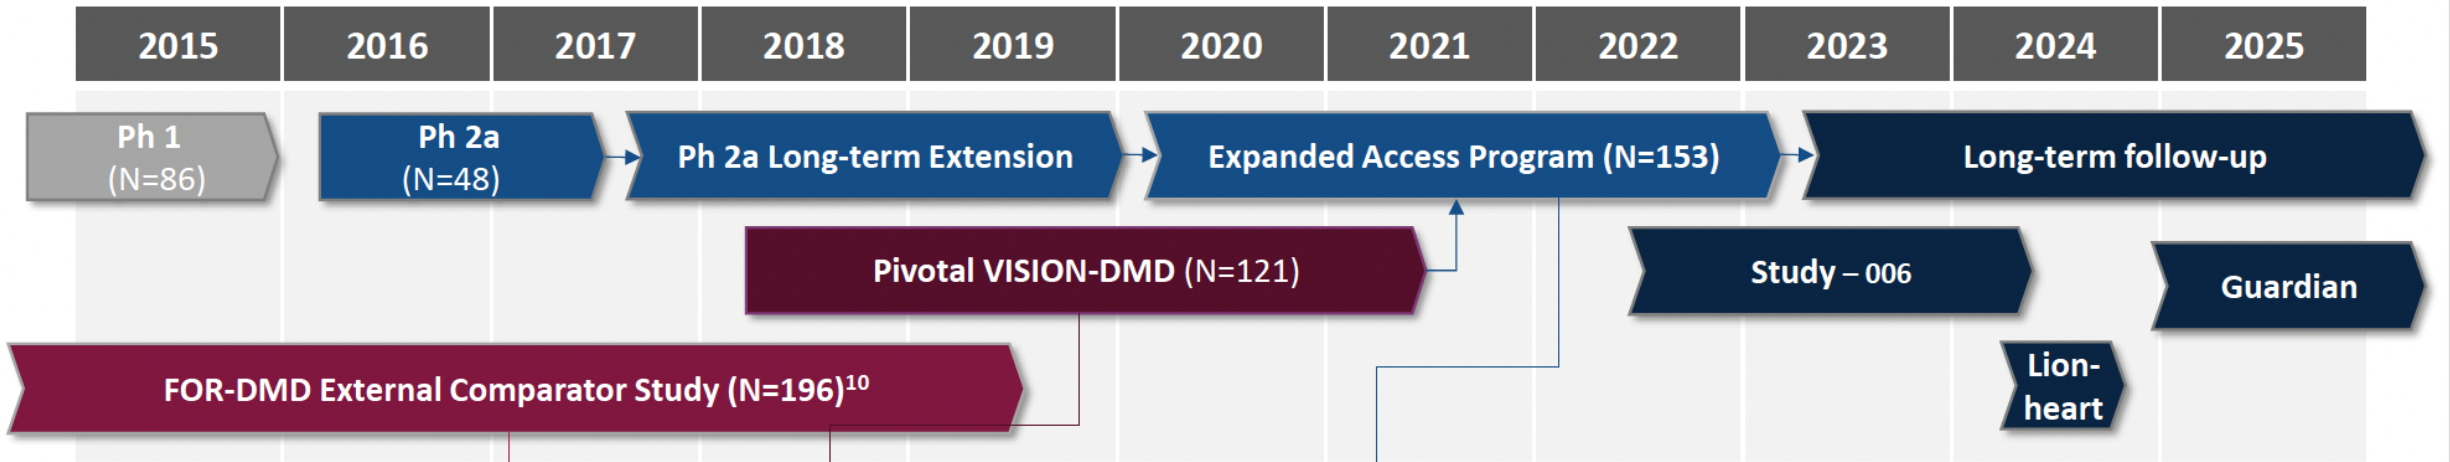 2015 2016 2017 2018 2019 2020 2021 2022 2023 2024 2025
Ph 1
(N=86)
Ph 2a
(N=48)
Ph 2a Long-term Extension
Expanded Access Program (N=153)
Long-term follow-up
Pivotal VISION-DMD (N=121)
Study – 006
Guardian
FOR-DMD External Comparator Study (N=196)¹⁰
Lion-
heart